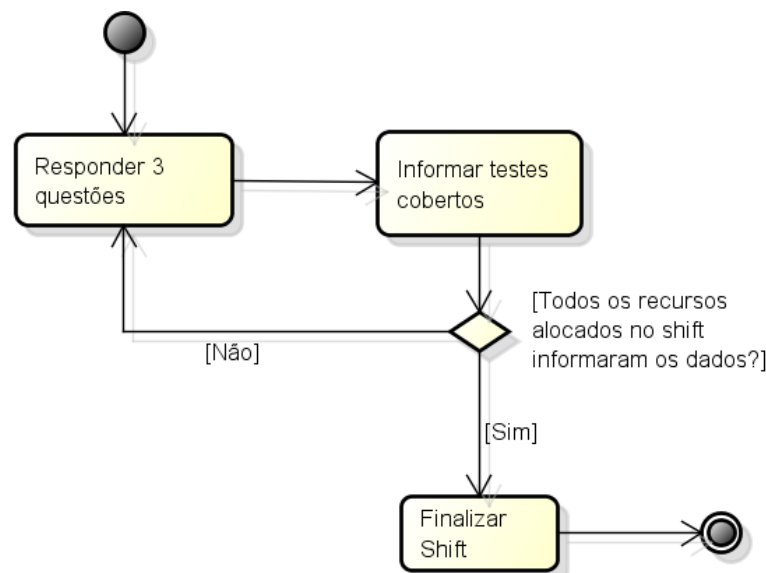 Responder 3
questões
Informar testes
cobertos
[Todos os recursos
alocados no shift
informaram os dados?]
[Não]
[Sim]
Finalizar
Shift